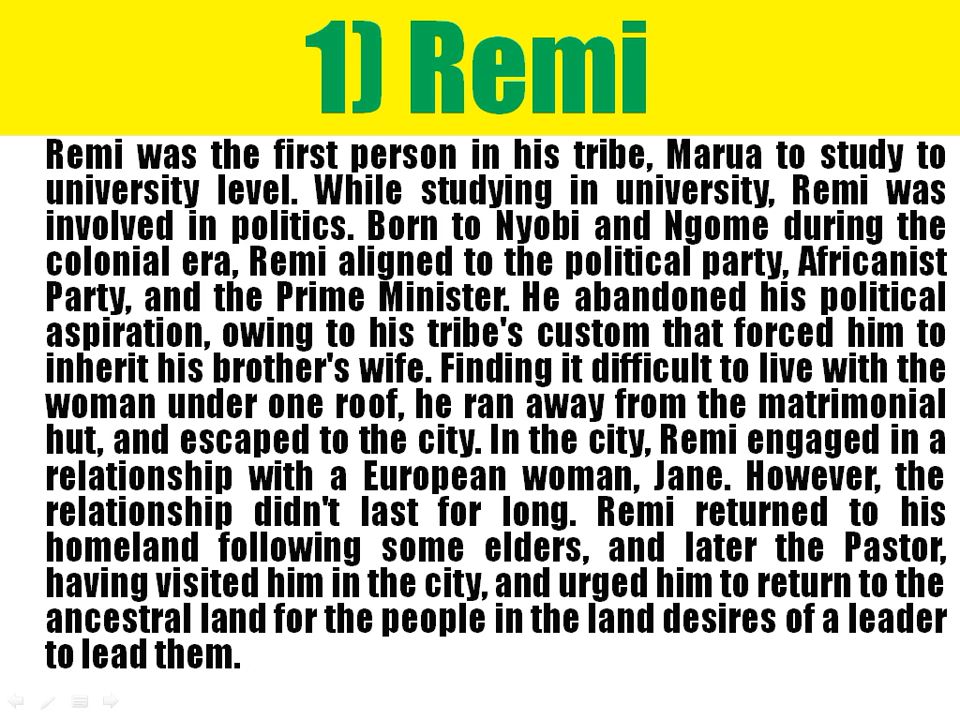 1) Remi
Remi was the first person in his tribe, Marua to study to
university level. While studying in university, Remi was
involved in politics. Born to Nyobi and Ngome during the
colonial era, Remi aligned to the political party, Africanist
Party, and the Prime Minister. He abandoned his political
aspiration, owing to his tribe's custom that forced him to
inherit his brother's wife. Finding it difficult to live with the
woman under one roof, he ran away from the matrimonial
hut, and escaped to the city. In the city, Remi engaged in a
relationship with a European woman, Jane. However, the
relationship didn't last for long. Remi returned to his
homeland following some elders, and later the Pastor,
having visited him in the city, and urged him to return to the
ancestral land for the people in the land desires of a leader
to lead them.